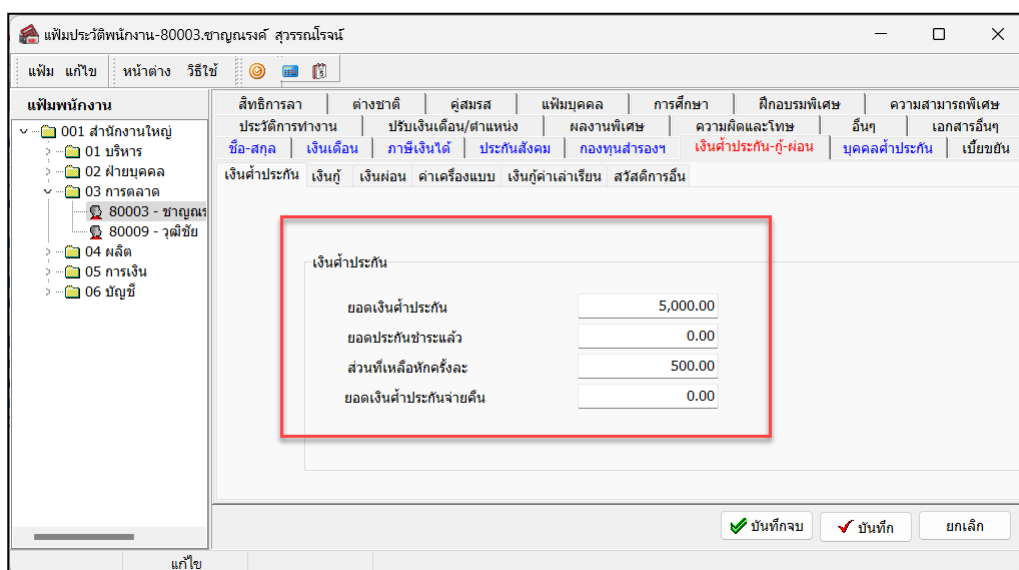 แฟ้มประวัติพนักงาน-80003.ชาญณรงค์ สุวรรณโรจน์
แฟ้ม แก้ไข หน้าต่าง วิธีใช้
แฟ้มพนักงาน
001 สำนักงานใหญ่
01 บริหาร
02 ฝ่ายบุคคล
03 การตลาด
80003 - ชาญณร
80009 - วุฒิชัย
04 ผลิต
05 การเงิน
06 บัญชี
สิทธิการลา ต่างชาติ คู่สมรส แฟ้มบุคคล การศึกษา ฝึกอบรมพิเศษ ความสามารถพิเศษ
ประวัติการทำงาน ปรับเงินเดือน/ตำแหน่ง ผลงานพิเศษ ความผิดและโทษ อื่นๆ เอกสารอื่นๆ
ชื่อ-สกุล เงินเดือน ภาษีเงินได้ ประกันสังคม กองทุนสำรองฯ เงินค้ำประกัน-กู้-ผ่อน บุคคลค้ำประกัน เบี้ยขยัน
เงินค้ำประกัน เงินกู้ เงินผ่อน ค่าเครื่องแบบ เงินกู้ค่าเล่าเรียน สวัสดิการอื่น
เงินค้ำประกัน
ยอดเงินค้ำประกัน 5,000.00
ยอดประกันชำระแล้ว 0.00
ส่วนที่เหลือหักครั้งละ 500.00
ยอดเงินค้ำประกันจ่ายคืน 0.00
บันทึกจบ บันทึก ยกเลิก
แก้ไข